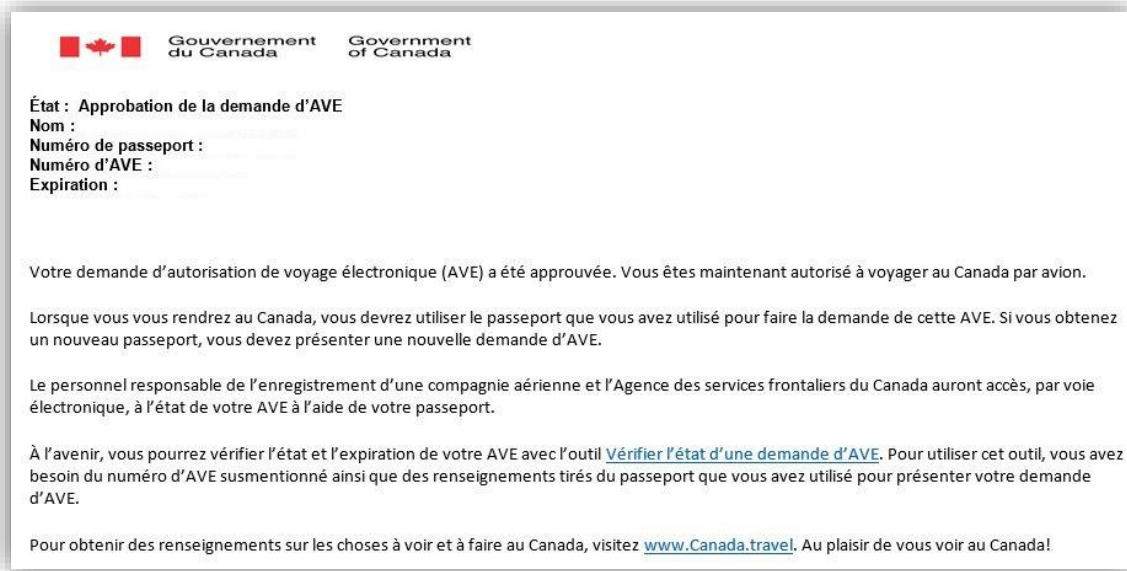 Gouvernement du Canada
Government of Canada
État : Approbation de la demande d’AVE
Nom :
Numéro de passeport :
Numéro d’AVE :
Expiration :
Votre demande d’autorisation de voyage électronique (AVE) a été approuvée. Vous êtes maintenant autorisé à voyager au Canada par avion.
Lorsque vous vous rendrez au Canada, vous devrez utiliser le passeport que vous avez utilisé pour faire la demande de cette AVE. Si vous obtenez
un nouveau passeport, vous devez présenter une nouvelle demande d’AVE.
Le personnel responsable de l’enregistrement d’une compagnie aérienne et l’Agence des services frontaliers du Canada auront accès, par voie
électronique, à l’état de votre AVE à l’aide de votre passeport.
À l’avenir, vous pourrez vérifier l’état et l’expiration de votre AVE avec l’outil Vérifier l’état d’une demande d’AVE. Pour utiliser cet outil, vous avez
besoin du numéro d’AVE susmentionné ainsi que des renseignements tirés du passeport que vous avez utilisé pour présenter votre demande
d’AVE.
Pour obtenir des renseignements sur les choses à voir et à faire au Canada, visitez www.Canada.travel. Au plaisir de vous voir au Canada!